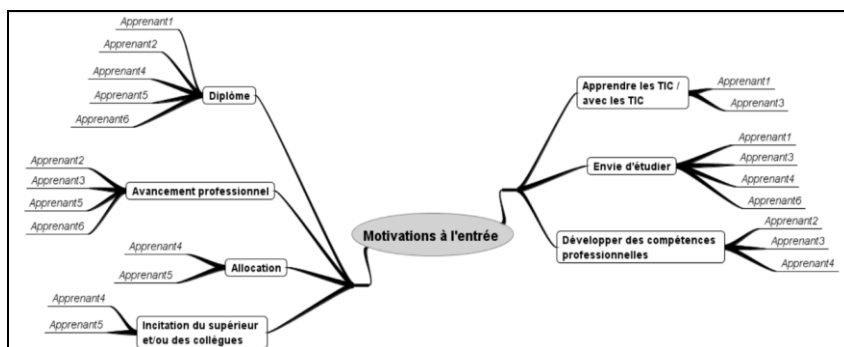 Apprenant1
Apprenant2
Apprenant4
Apprenant5
Apprenant6
Diplôme
Apprenant2
Apprenant3
Apprenant5
Apprenant6
Avancement professionnel
Apprenant4
Apprenant5
Allocation
Apprenant4
Apprenant5
Incitation du supérieur
et/ou des collègues
Motivations à l'entrée
Apprendre les TIC /
avec les TIC
Apprenant1
Apprenant3
Envie d'étudier
Apprenant1
Apprenant3
Apprenant4
Apprenant6
Développer des compétences
professionnelles
Apprenant2
Apprenant3
Apprenant4